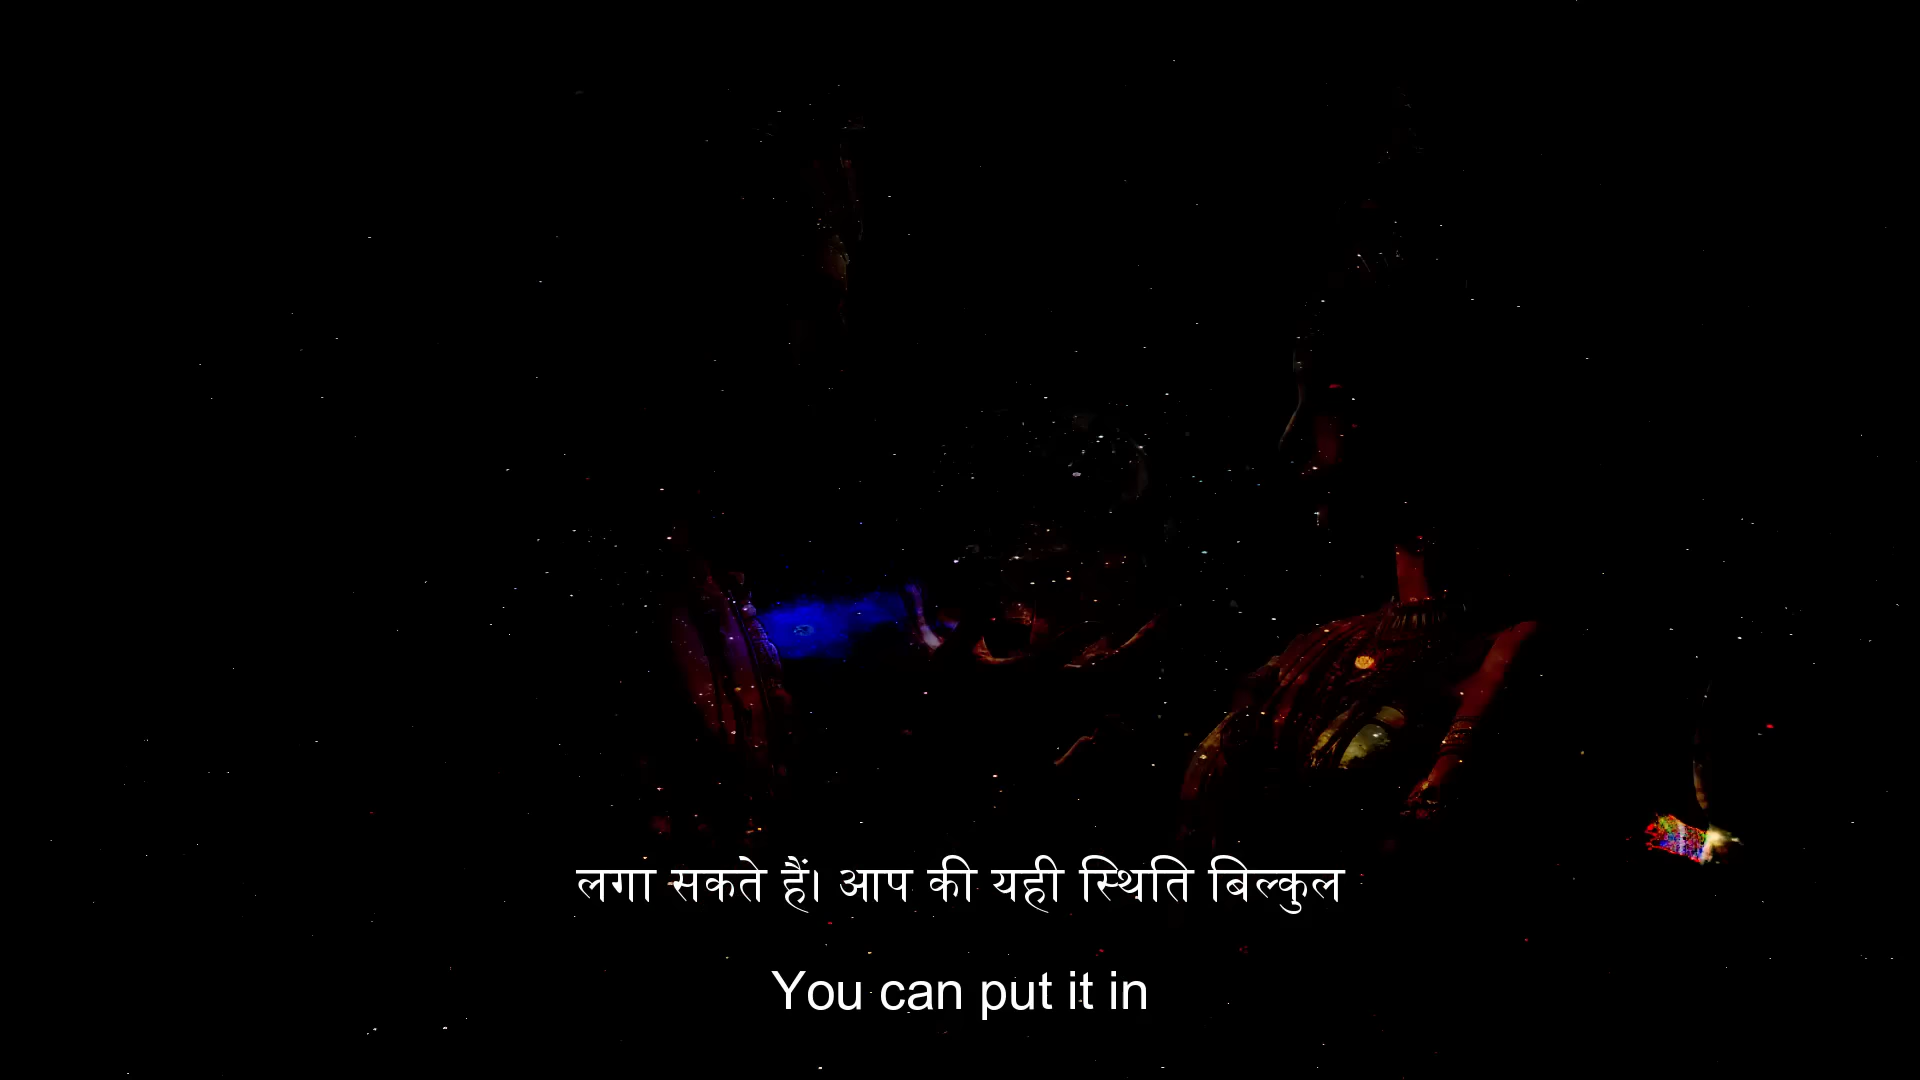 लगा सकते हैं। आप की यही स्थिति बिल्कुल
You can put it in